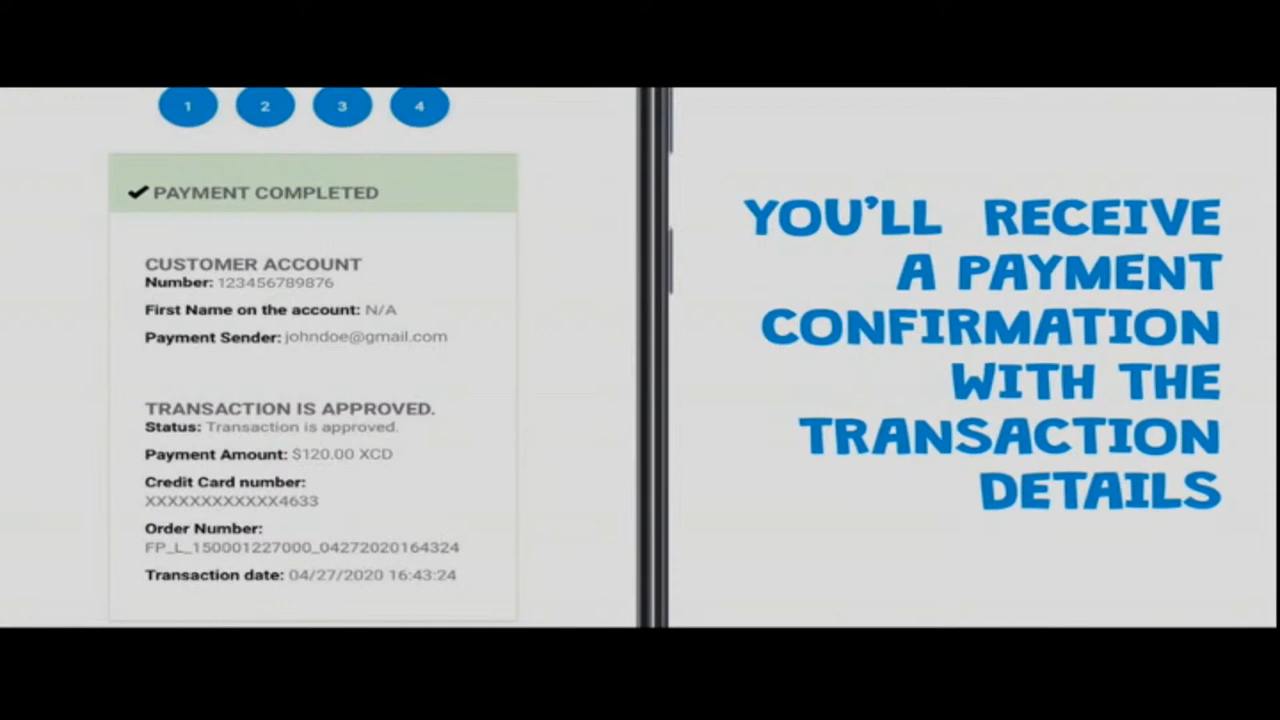 1 2 3 4
PAYMENT COMPLETED
CUSTOMER ACCOUNT
Number: 123456789876
First Name on the account: N/A
Payment Sender: johndoe@gmail.com
TRANSACTION IS APPROVED.
Status: Transaction is approved.
Payment Amount: $120.00 XCD
Credit Card number:
XXXXXXXXXXXX4633
Order Number:
FP_L_150001227000_04272020164324
Transaction date: 04/27/2020 16:43:24
YOU'LL RECEIVE
A PAYMENT
CONFIRMATION
WITH THE
TRANSACTION
DETAILS